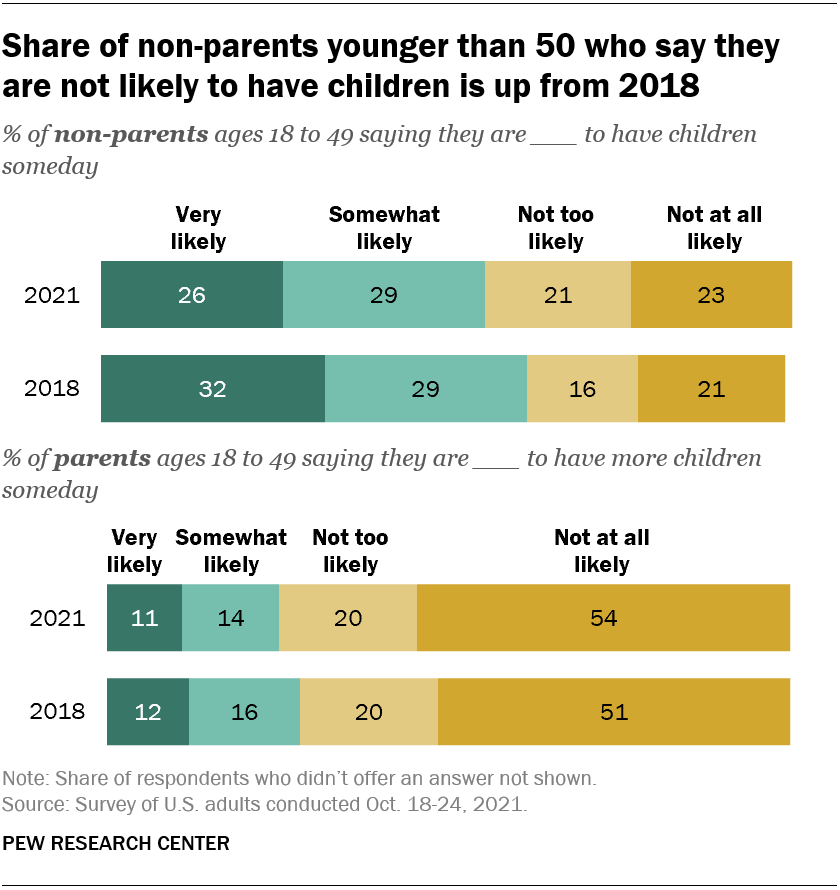 Share of non-parents younger than 50 who say they
are not likely to have children is up from 2018
% of non-parents ages 18 to 49 saying they are ___ to have children
someday
Very likely Somewhat likely Not too likely Not at all likely
2021 26 29 21 23
2018 32 29 16 21
% of parents ages 18 to 49 saying they are ___ to have more children
someday
Very likely Somewhat likely Not too likely Not at all likely
2021 11 14 20 54
2018 12 16 20 51
Note: Share of respondents who didn’t offer an answer not shown.
Source: Survey of U.S. adults conducted Oct. 18-24, 2021.
PEW RESEARCH CENTER